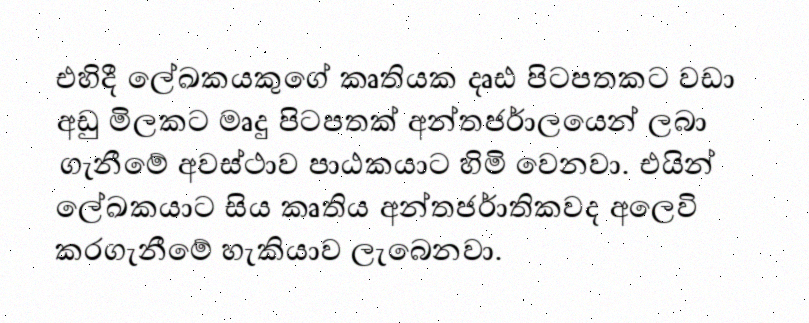 එහිදී ලේඛකයකුගේ කෘතියක දෘඪ පිටපතකට වඩා
අඩු මිලකට මෘදු පිටපතක් අන්තර්ජාලයෙන් ලබා
ගැනීමේ අවස්ථාව පාඨකයාට හිමි වෙනවා. එයින්
ලේඛකයාට සිය කෘතිය අන්තර්ජාතිකවද අලෙවි
කරගැනීමේ හැකියාව ලැබෙනවා.